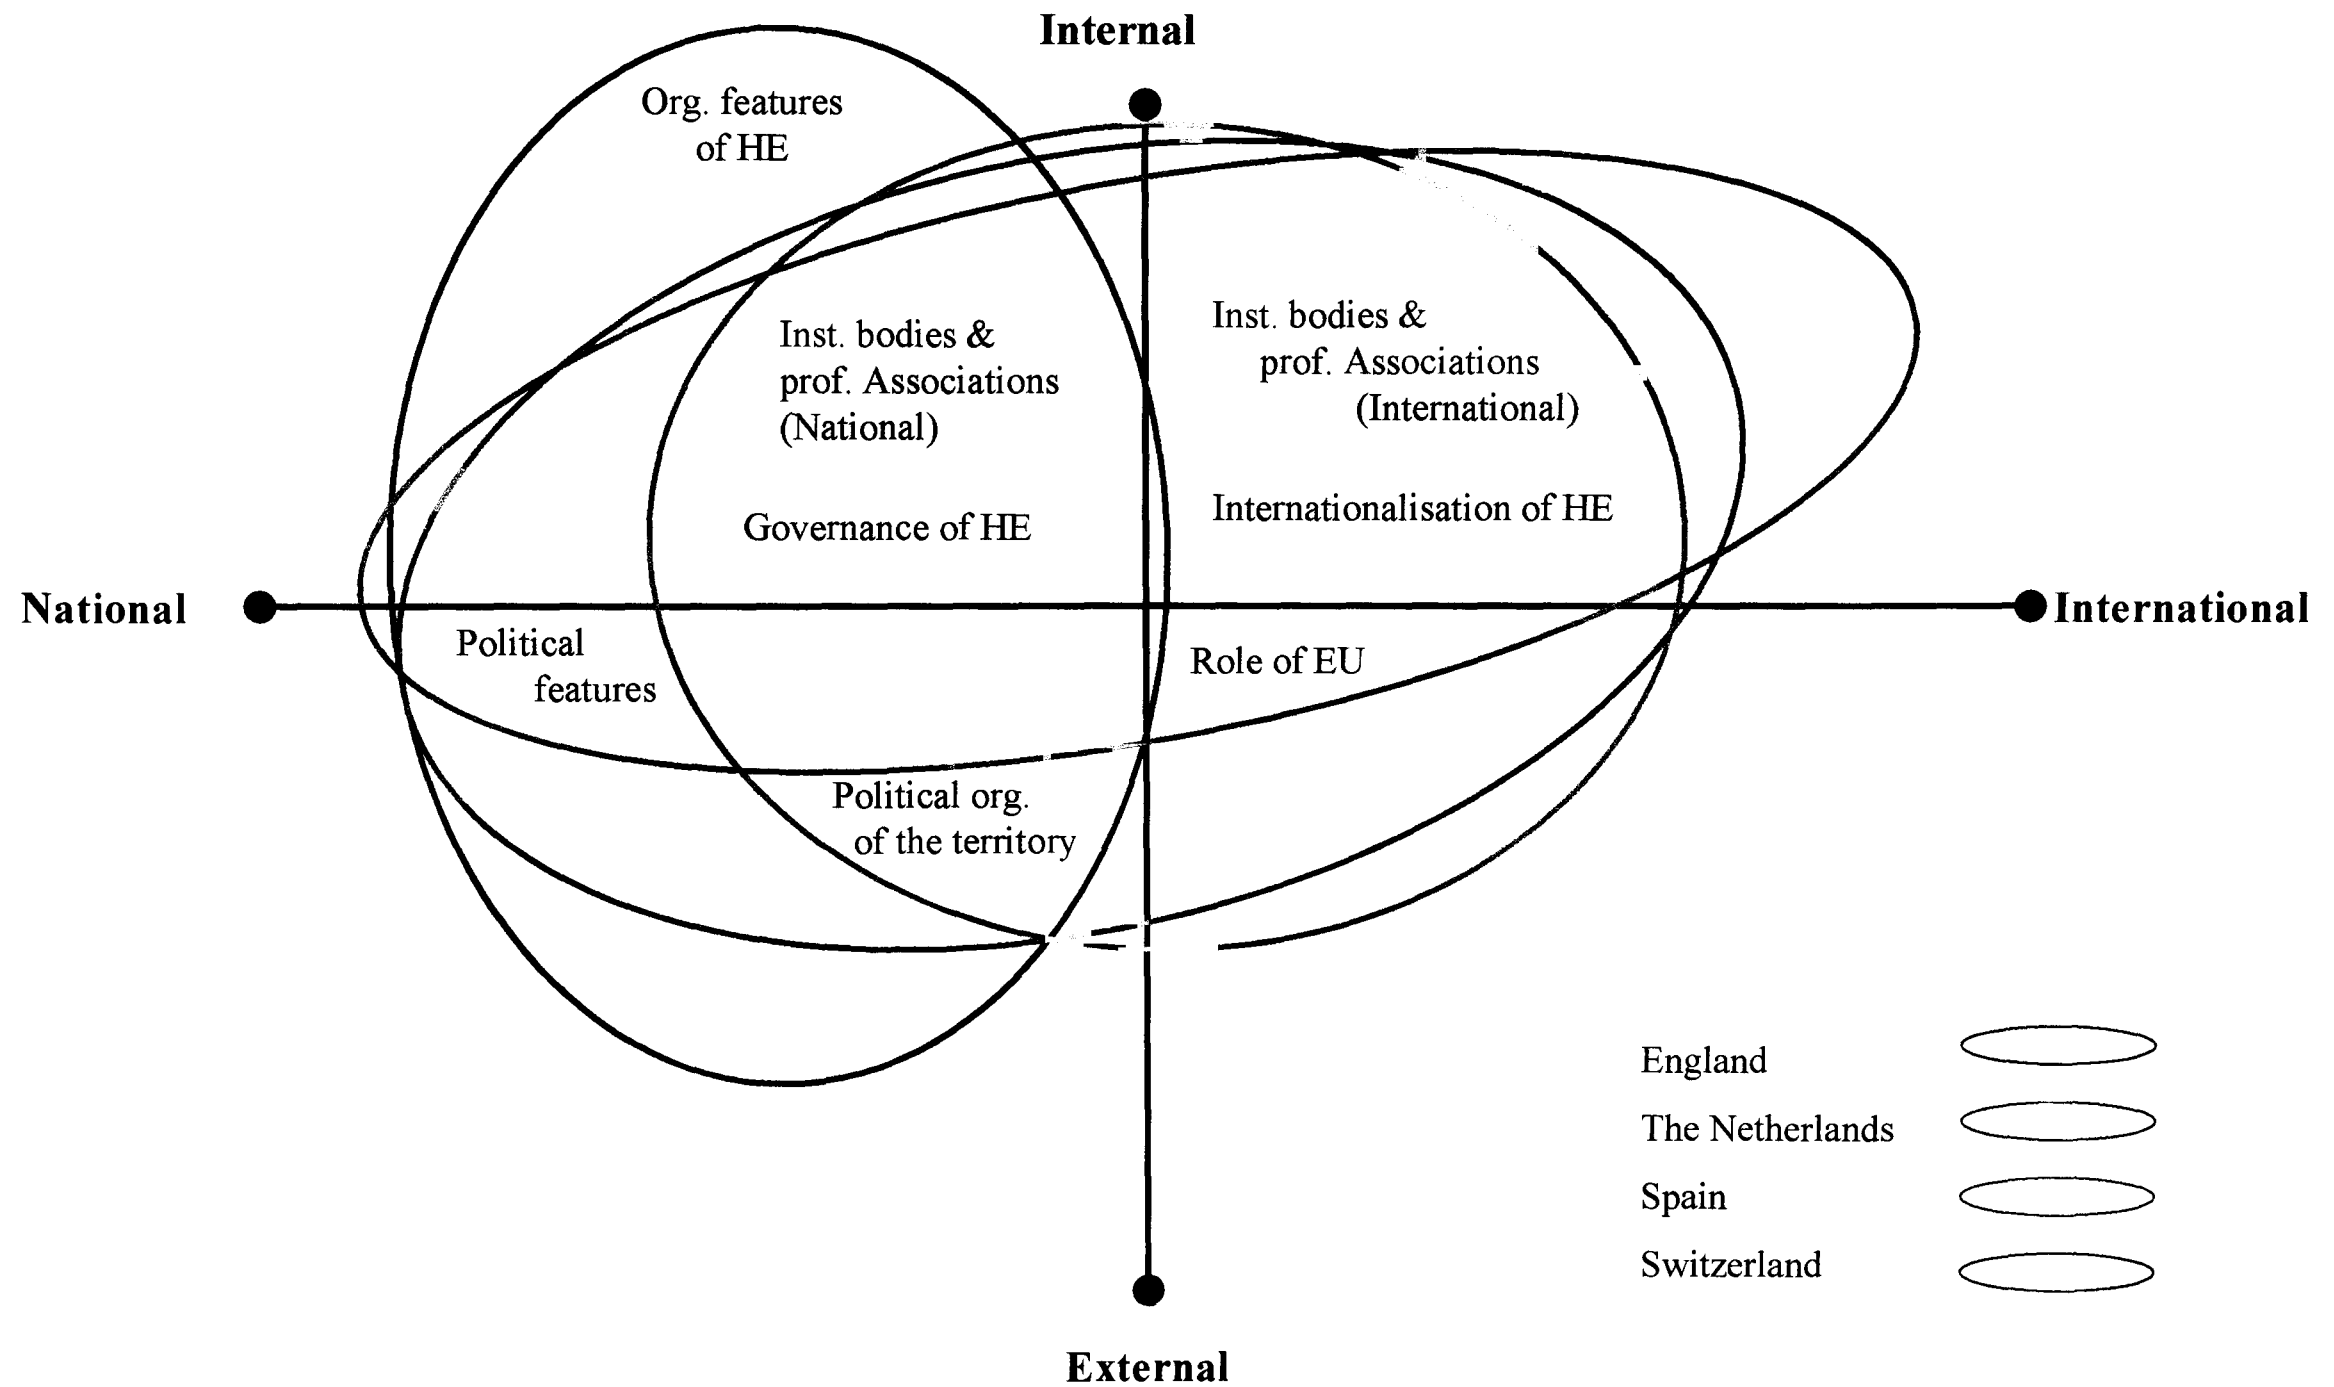 Internal
Org. features
of HE
Inst. bodies &
prof. Associations
(National)
Inst. bodies &
prof. Associations
(International)
Governance of HE
Internationalisation of HE
National
International
Political
features
Role of EU
Political org.
of the territory
England
The Netherlands
Spain
Switzerland
External